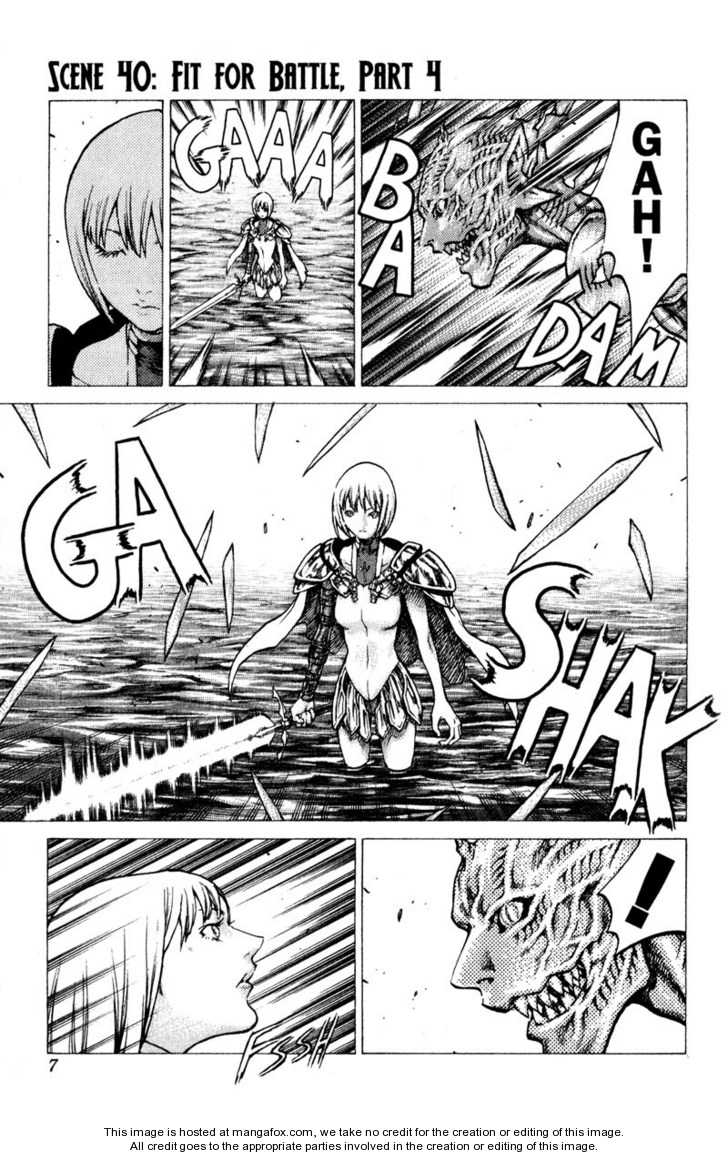 SCENE 40: FIT FOR BATTLE, PART 4
GAAA
GAH!
BA
DAM
GA
SHAK
!
FSSH
7
This image is hosted at mangafox.com, we take no credit for the creation or editing of this image.
All credit goes to the appropriate parties involved in the creation or editing of this image.